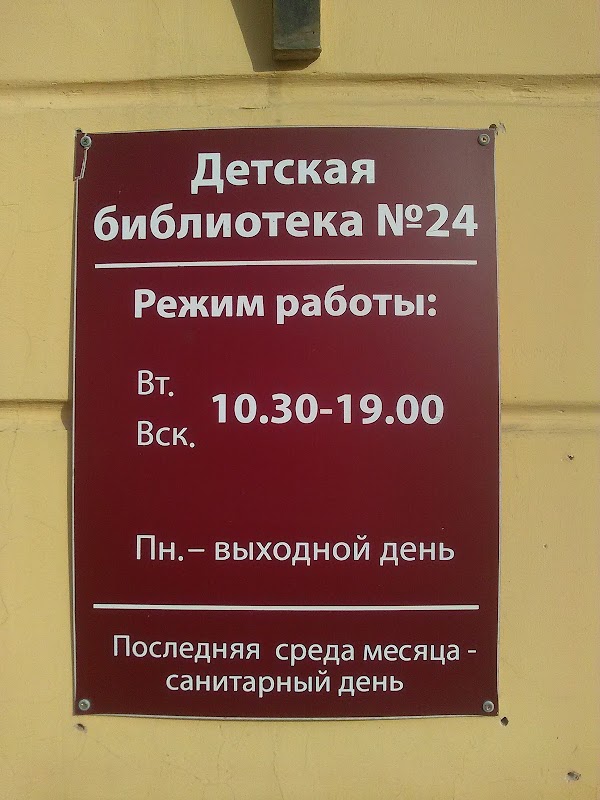 Детская
библиотека №24
Режим работы:
Вт.
10.30-19.00
Вск.
Пн. – выходной день
Последняя среда месяца -
санитарный день